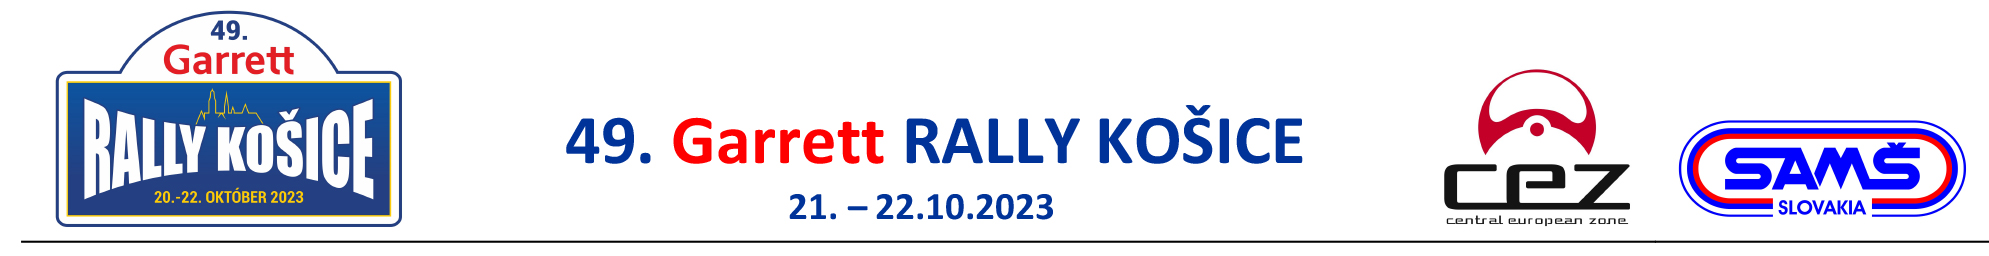 49.
Garrett
RALLY KOŠICE
20.-22. OKTÓBER 2023
49. Garrett RALLY KOŠICE
21. – 22.10.2023
cez
central european zone
SAMŠ
SLOVAKIA